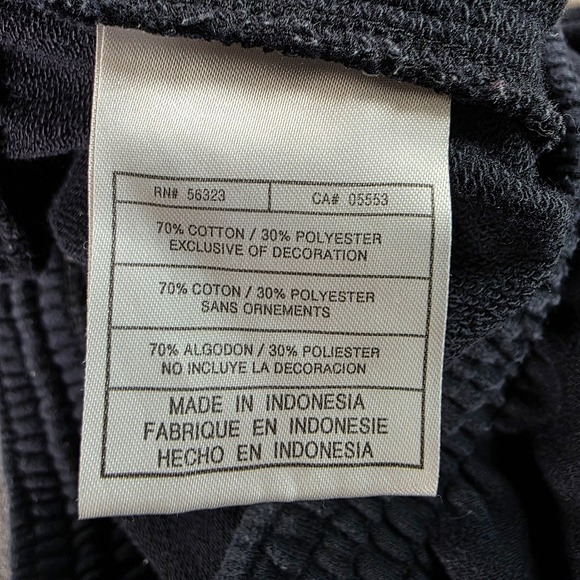 RN# 56323 CA# 05553
70% COTTON / 30% POLYESTER
EXCLUSIVE OF DECORATION
70% COTON / 30% POLYESTER
SANS ORNEMENTS
70% ALGODON / 30% POLIESTER
NO INCLUYE LA DECORACION
MADE IN INDONESIA
FABRIQUE EN INDONESIE
HECHO EN INDONESIA